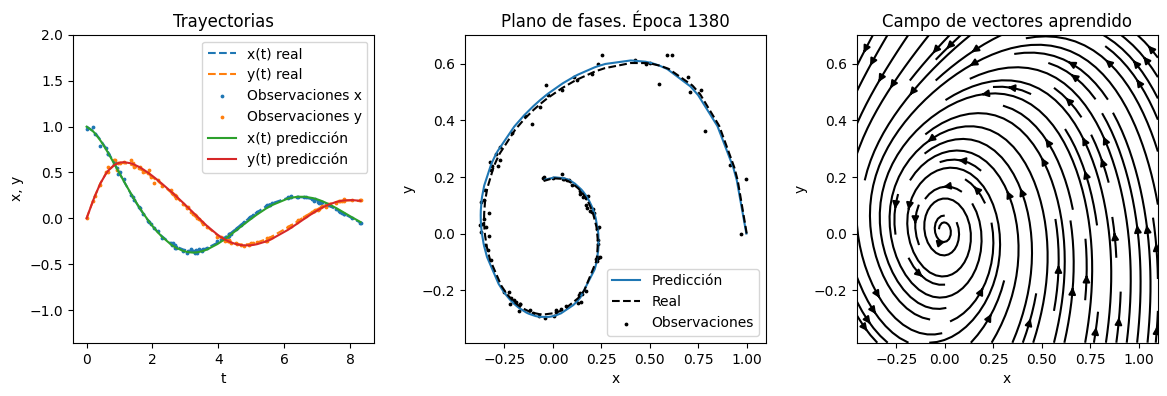 Trayectorias
2.0
1.5
1.0
0.5
0.0
−0.5
−1.0
x, y
0
2
4
6
8
t
x(t) real
y(t) real
Observaciones x
Observaciones y
x(t) predicción
y(t) predicción
Plano de fases. Época 1380
0.6
0.4
0.2
0.0
−0.2
y
−0.25
0.00
0.25
0.50
0.75
1.00
x
Predicción
Real
Observaciones
Campo de vectores aprendido
0.6
0.4
0.2
0.0
−0.2
y
−0.25
0.00
0.25
0.50
0.75
1.00
x